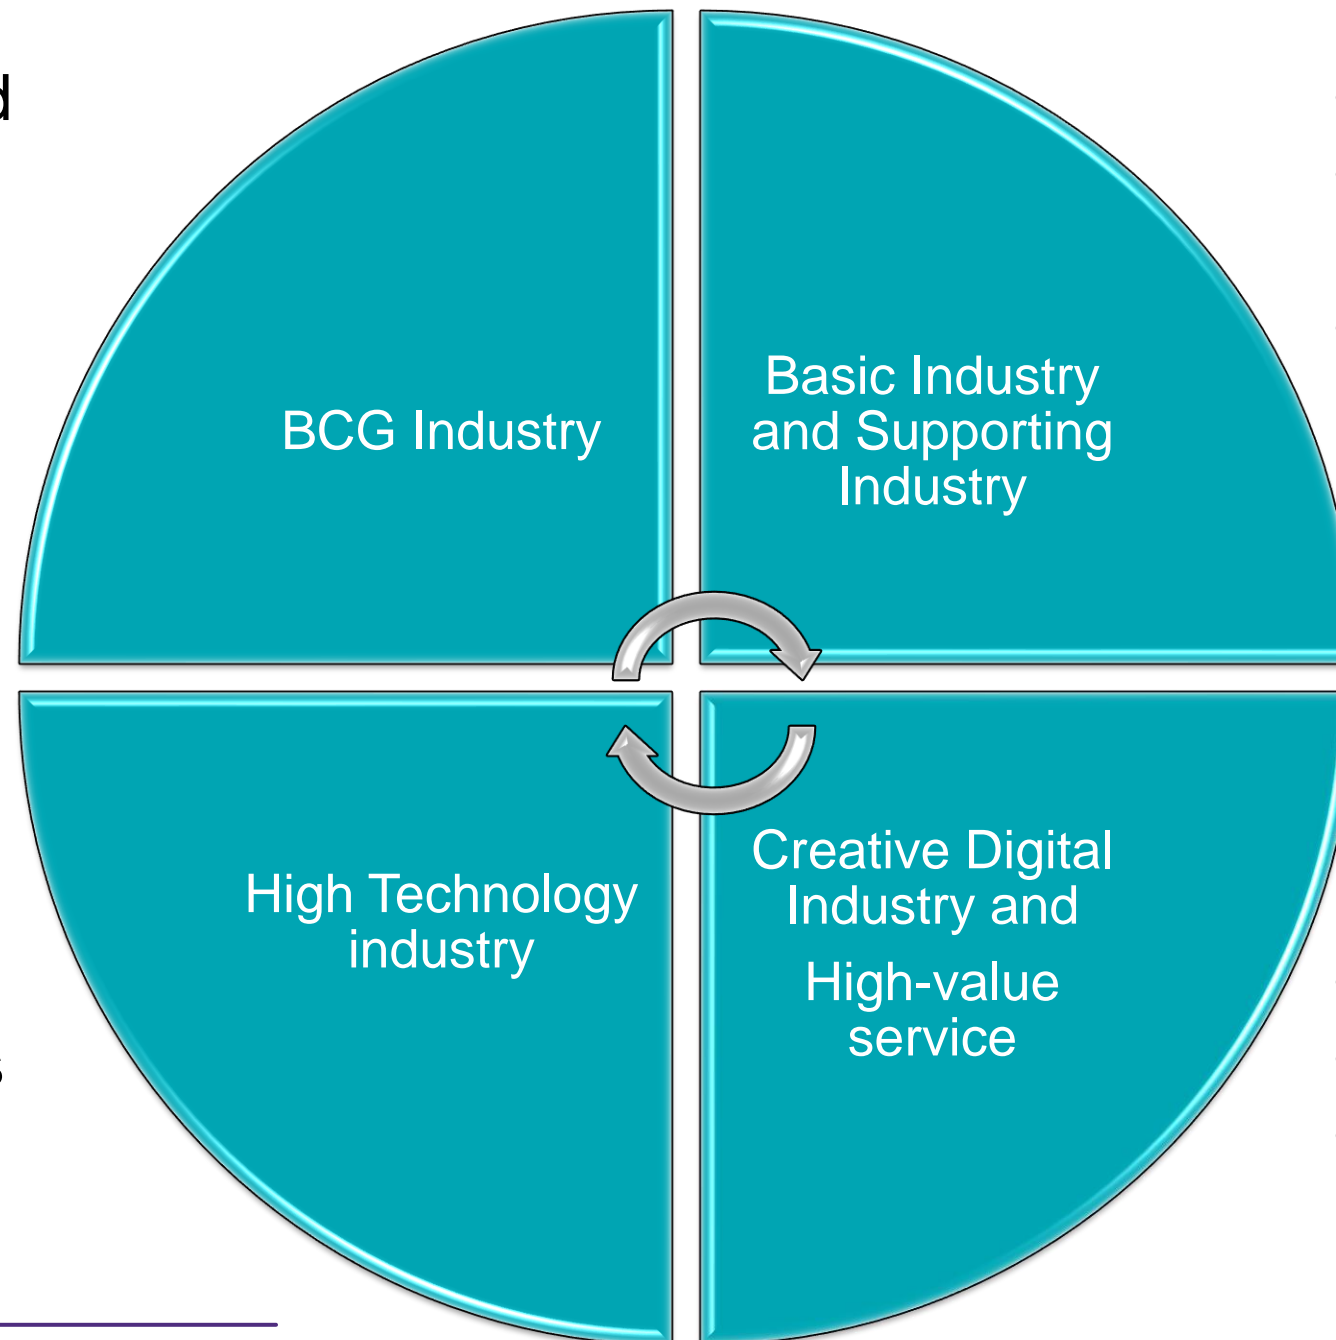 d
BCG Industry
Basic Industry
and Supporting
Industry
High Technology
industry
Creative Digital
Industry and
High-value
service
s